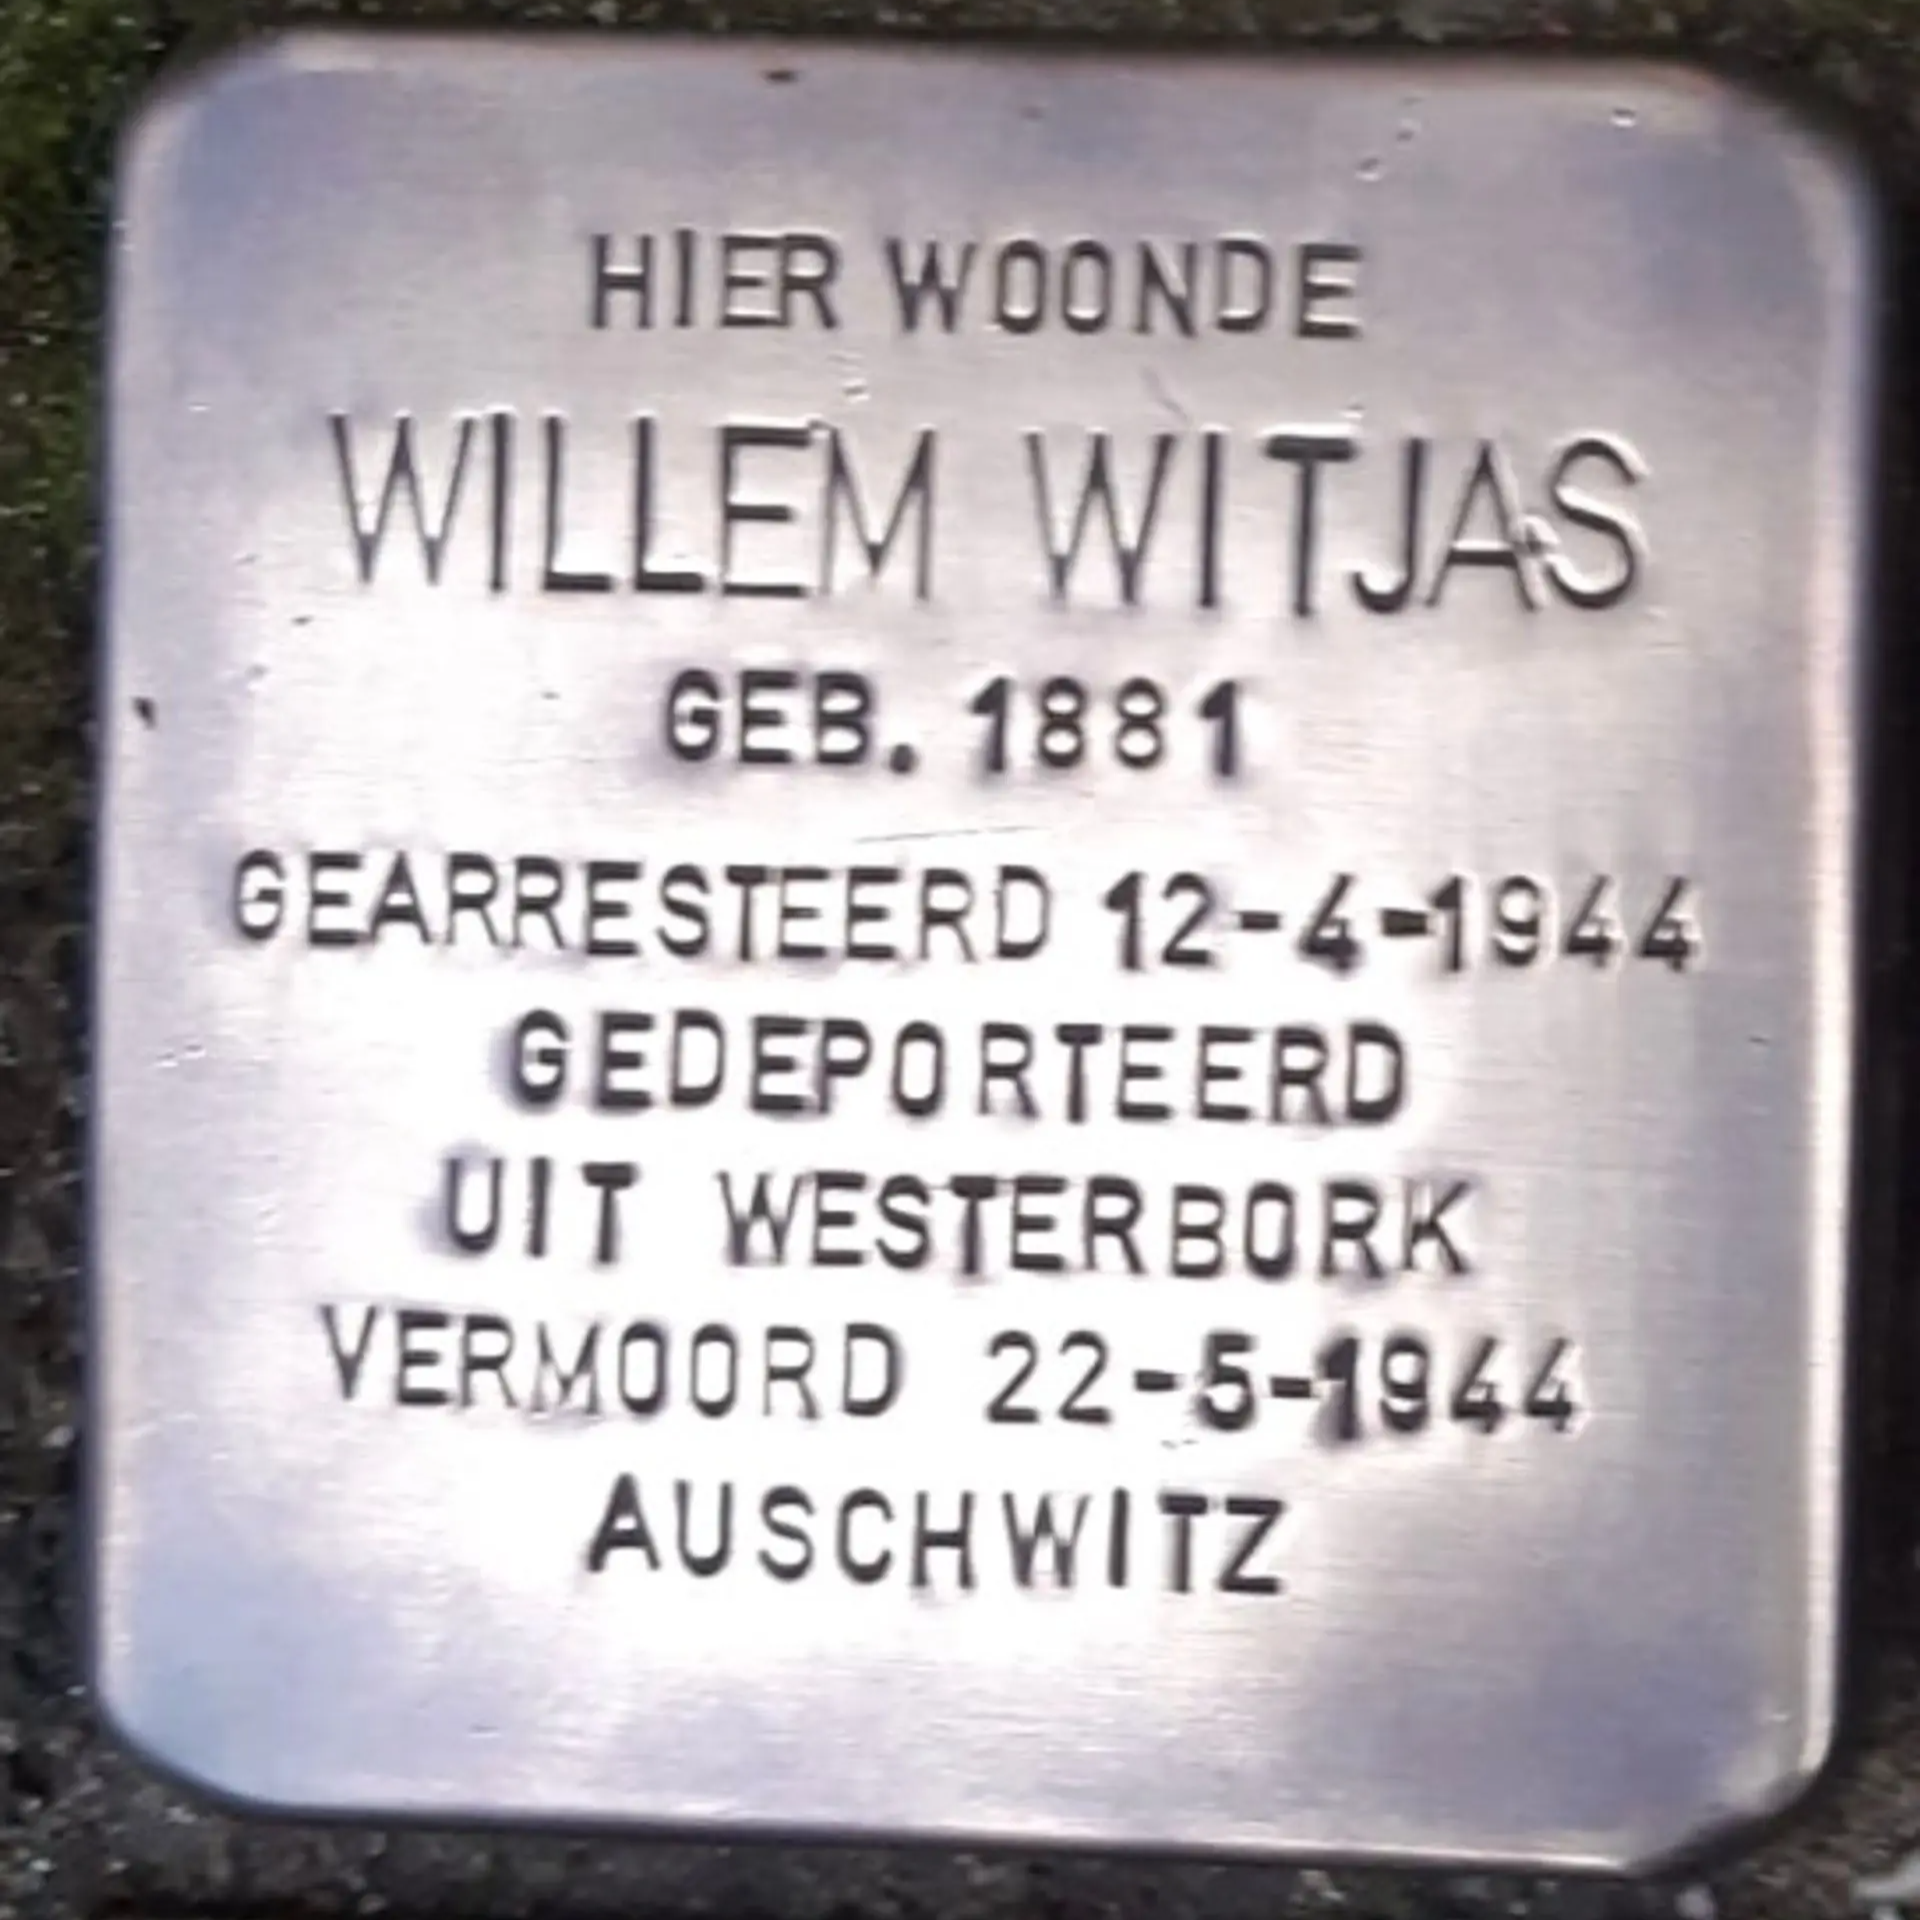 HIER WOONDE
WILLEM WITJAS
GEB. 1881
GEARRESTEERD 12-4-1944
GEDEPORTEERD
UIT WESTERBORK
VERMOORD 22-5-1944
AUSCHWITZ